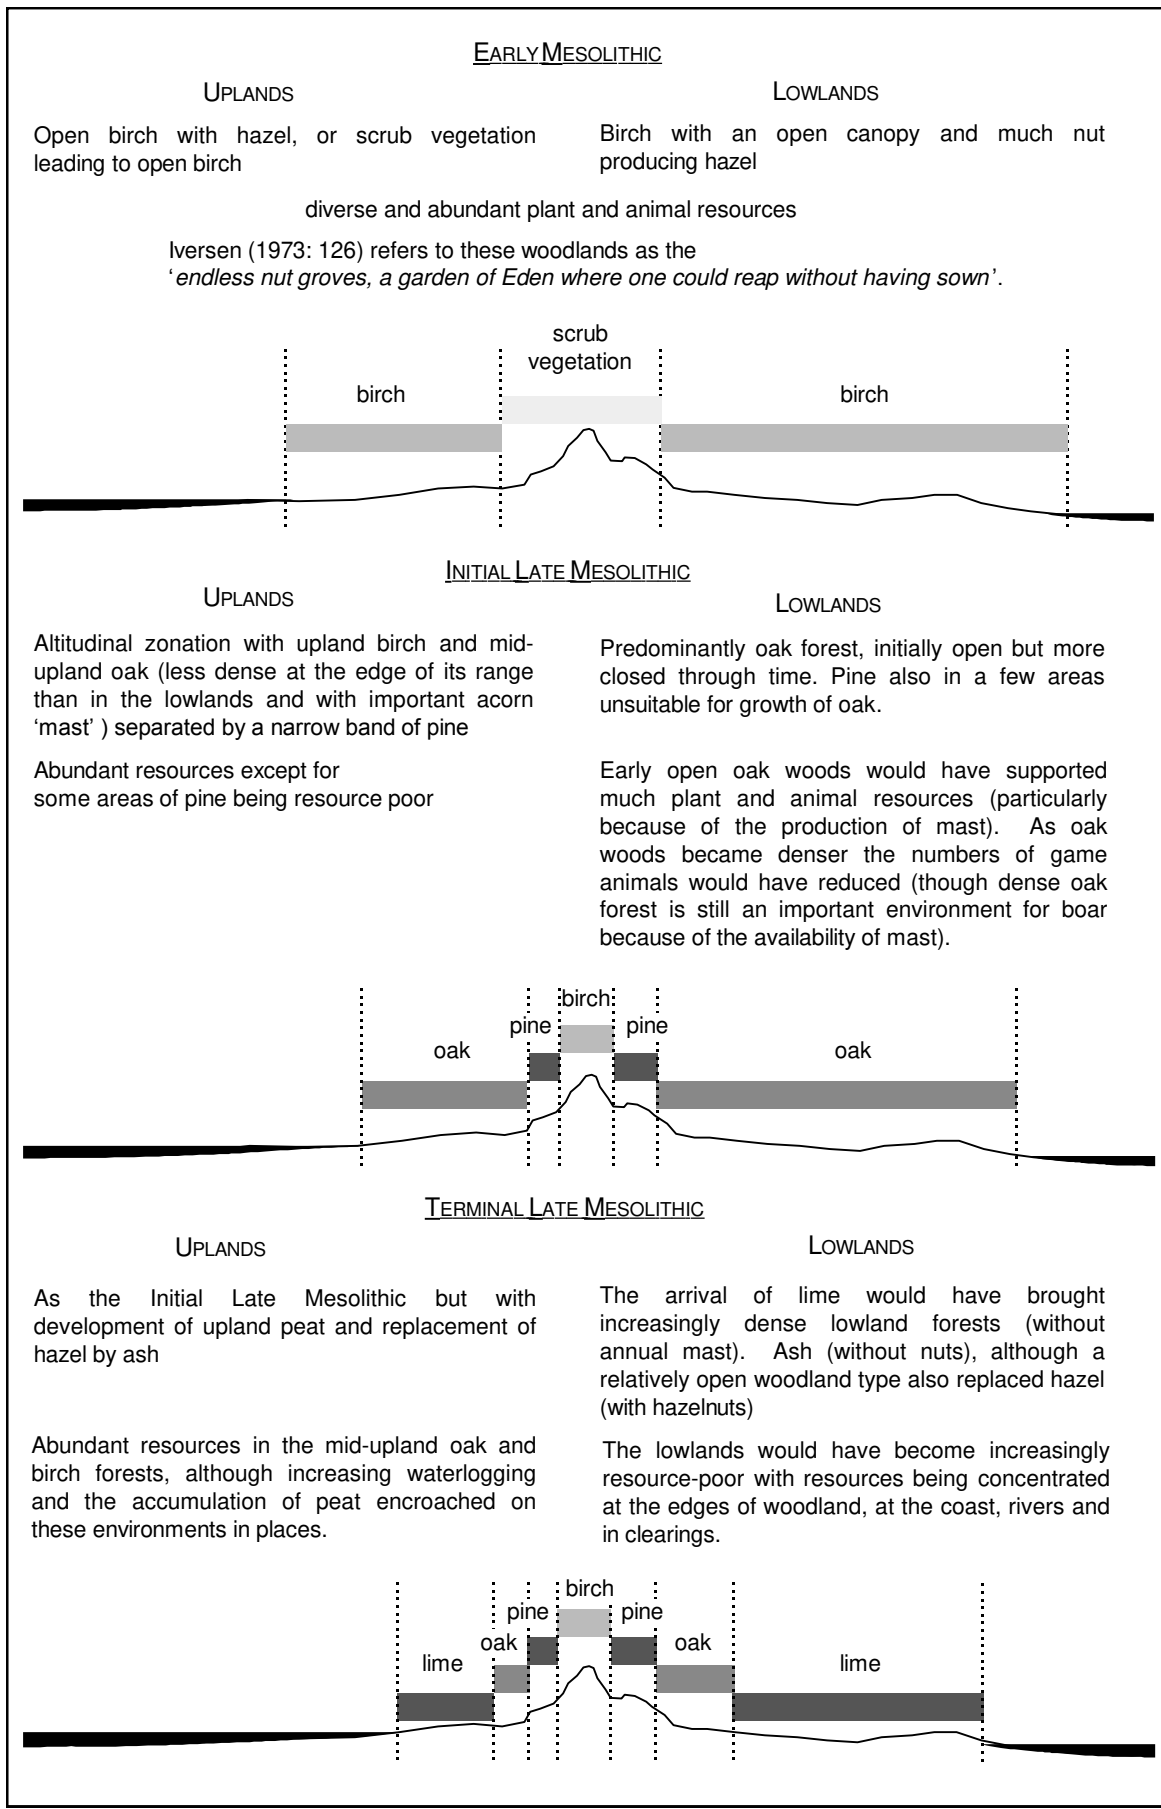 EARLY MESOLITHIC
UPLANDS
LOWLANDS
Open birch with hazel, or scrub vegetation
leading to open birch
Birch with an open canopy and much nut
producing hazel
diverse and abundant plant and animal resources
Iversen (1973: 126) refers to these woodlands as the
'endless nut groves, a garden of Eden where one could reap without having sown'.
scrub
vegetation
birch
birch
INITIAL LATE MESOLITHIC
UPLANDS
LOWLANDS
Altitudinal zonation with upland birch and mid-
upland oak (less dense at the edge of its range
than in the lowlands and with important acorn
'mast' ) separated by a narrow band of pine
Abundant resources except for
some areas of pine being resource poor
Predominantly oak forest, initially open but more
closed through time. Pine also in a few areas
unsuitable for growth of oak.
Early open oak woods would have supported
much plant and animal resources (particularly
because of the production of mast). As oak
woods became denser the numbers of game
animals would have reduced (though dense oak
forest is still an important environment for boar
because of the availability of mast).
birch
pine
pine
oak
oak
TERMINAL LATE MESOLITHIC
UPLANDS
LOWLANDS
As the Initial Late Mesolithic but with
development of upland peat and replacement of
hazel by ash
Abundant resources in the mid-upland oak and
birch forests, although increasing waterlogging
and the accumulation of peat encroached on
these environments in places.
The arrival of lime would have brought
increasingly dense lowland forests (without
annual mast). Ash (without nuts), although a
relatively open woodland type also replaced hazel
(with hazelnuts)
The lowlands would have become increasingly
resource-poor with resources being concentrated
at the edges of woodland, at the coast, rivers and
in clearings.
birch
pine
pine
oak
oak
lime
lime